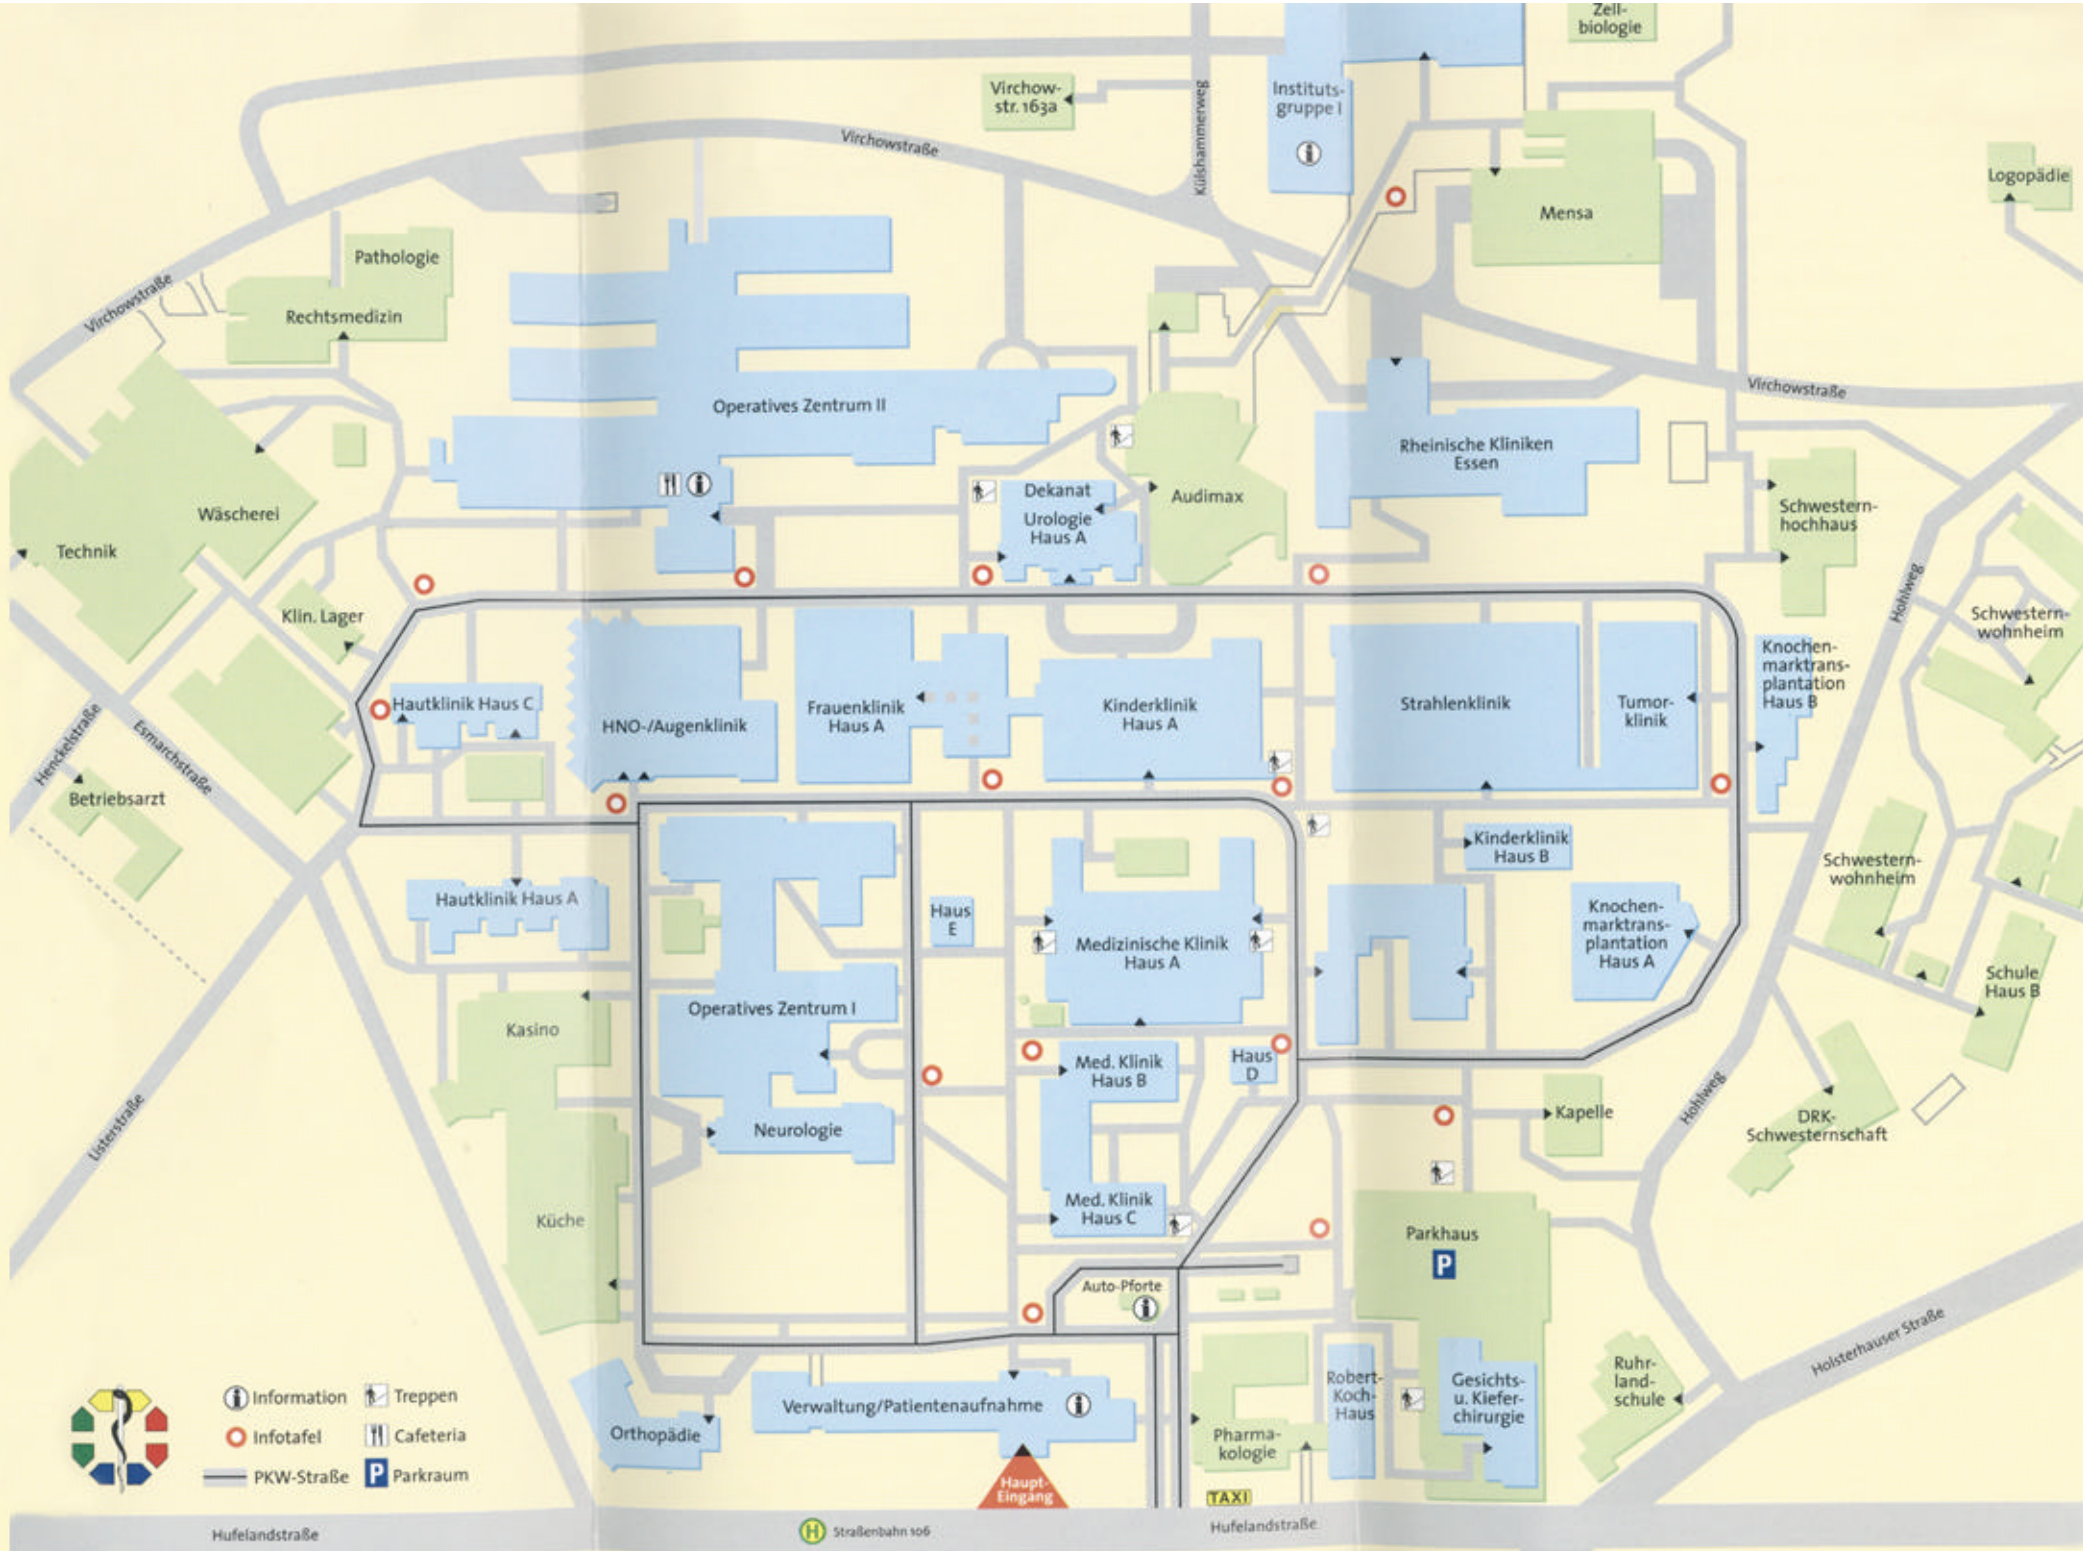 Zell-
biologie
Virchow-
str. 163a
Instituts-
gruppe I
Külshammerweg
Virchowstraße
Logopädie
Mensa
Pathologie
Rechtsmedizin
Virchowstraße
Virchowstraße
Operatives Zentrum II
Rheinische Kliniken
Essen
Dekanat
Urologie
Haus A
Audimax
Schwestern-
hochhaus
Wäscherei
Technik
Hohlweg
Klin. Lager
Schwestern-
wohnheim
Knochen-
marktrans-
plantation
Haus B
Hautklinik Haus C
HNO-/Augenklinik
Frauenklinik
Haus A
Kinderklinik
Haus A
Strahlenklinik
Tumor-
klinik
Henckelstraße
Esmarchstraße
Betriebsarzt
Kinderklinik
Haus B
Schwestern-
wohnheim
Hautklinik Haus A
Haus
E
Medizinische Klinik
Haus A
Knochen-
marktrans-
plantation
Haus A
Schule
Haus B
Kasino
Operatives Zentrum I
Med. Klinik
Haus B
Haus
D
Hohlweg
Kapelle
DRK-
Schwesternschaft
Listerstraße
Neurologie
Küche
Med. Klinik
Haus C
Parkhaus
P
Auto-Pforte
Holsterhauser Straße
Ruhr-
land-
schule
Robert-
Koch-
Haus
Gesichts-
u. Kiefer-
chirurgie
Verwaltung/Patientenaufnahme
Orthopädie
Pharma-
kologie
Haupt-
Eingang
TAXI
i Information
Treppen
Infotafel
Cafeteria
PKW-Straße
P Parkraum
Hufelandstraße
H Straßenbahn 106
Hufelandstraße